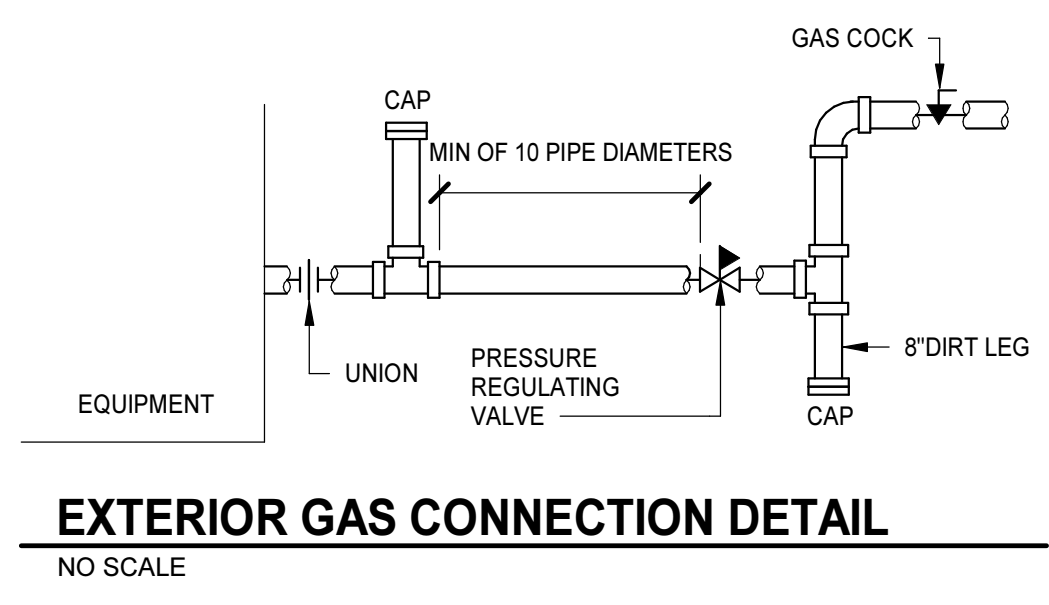 GAS COCK
CAP
MIN OF 10 PIPE DIAMETERS
UNION
PRESSURE
REGULATING
VALVE
8"DIRT LEG
EQUIPMENT
CAP
EXTERIOR GAS CONNECTION DETAIL
NO SCALE